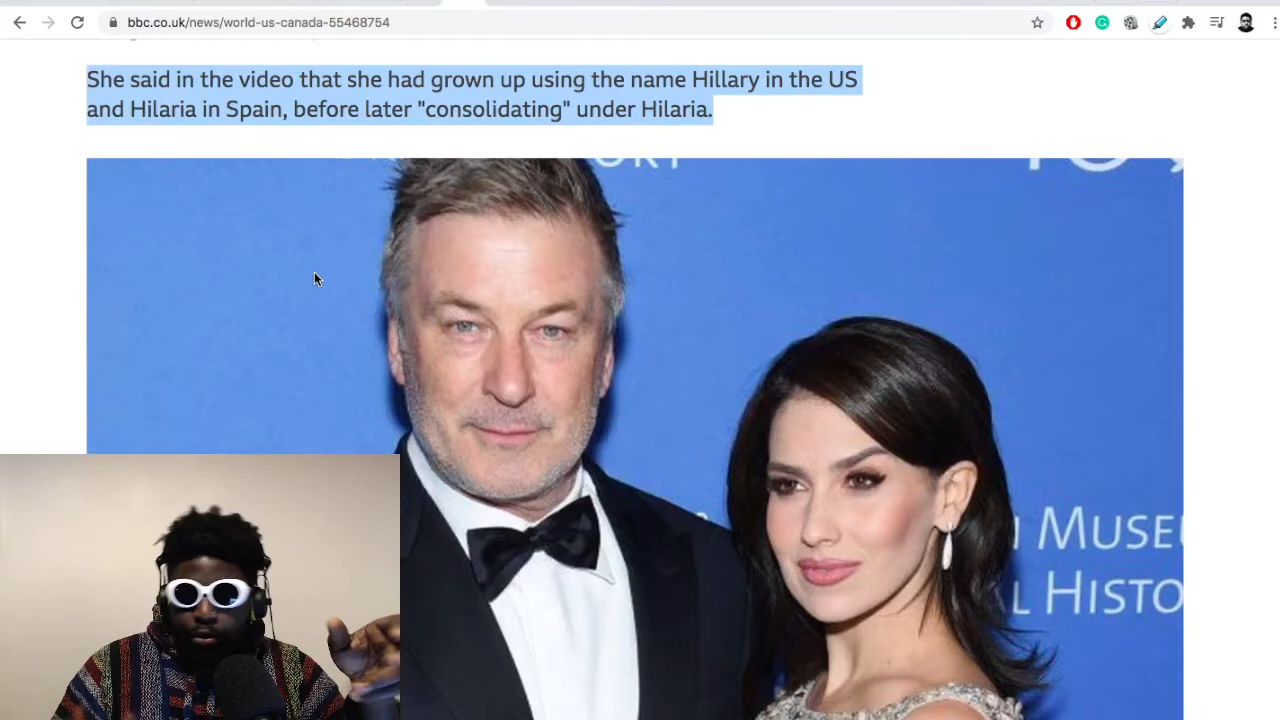 bbc.co.uk/news/world-us-canada-55468754
She said in the video that she had grown up using the name Hillary in the US
and Hilaria in Spain, before later "consolidating" under Hilaria.
MUSE
L HISTO